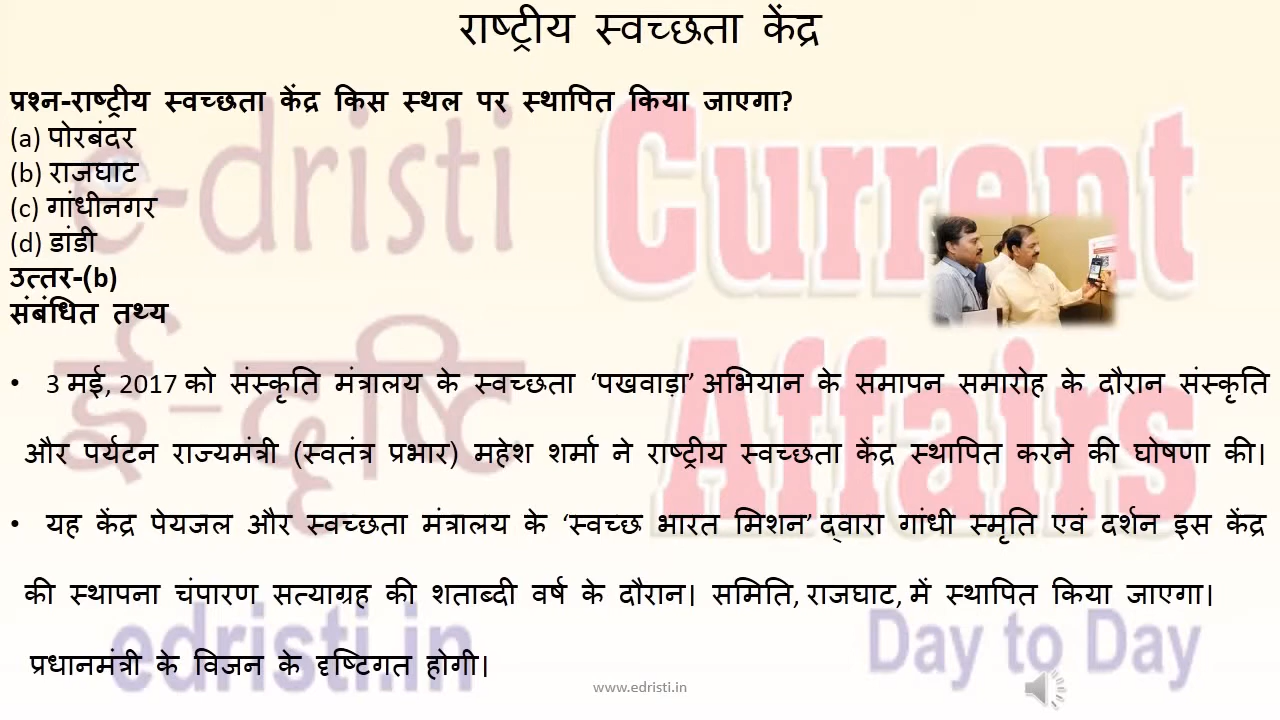 राष्ट्रीय स्वच्छता केंद्र
प्रश्न-राष्ट्रीय स्वच्छता केंद्र किस स्थल पर स्थापित किया जाएगा?
(a) पोरबंदर
(b) राजघाट
(c) गांधीनगर
(d) डांडी
उत्तर-(b)
संबंधित तथ्य
• 3 मई, 2017 को संस्कृति मंत्रालय के स्वच्छता ‘पखवाड़ा’ अभियान के समापन समारोह के दौरान संस्कृति
और पर्यटन राज्यमंत्री (स्वतंत्र प्रभार) महेश शर्मा ने राष्ट्रीय स्वच्छता केंद्र स्थापित करने की घोषणा की।
• यह केंद्र पेयजल और स्वच्छता मंत्रालय के ‘स्वच्छ भारत मिशन’ द्वारा गांधी स्मृति एवं दर्शन इस केंद्र
की स्थापना चंपारण सत्याग्रह की शताब्दी वर्ष के दौरान। समिति, राजघाट, में स्थापित किया जाएगा।
प्रधानमंत्री के विजन के दृष्टिगत होगी।
e-dristi
ई-दृष्टि
edristi.in
Current
Affairs
Day to Day
www.edristi.in